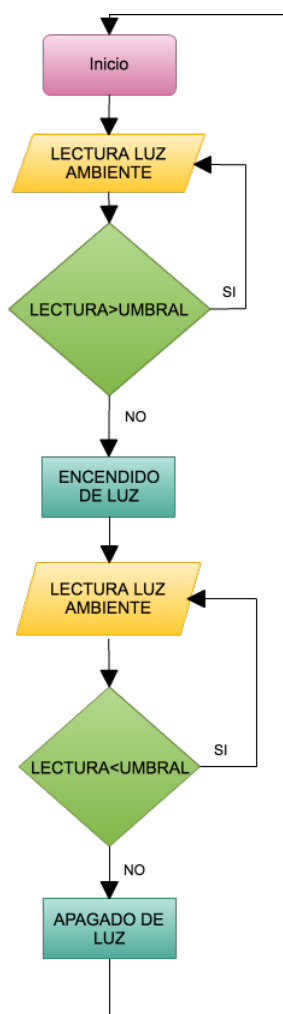 Inicio
LECTURA LUZ
AMBIENTE
LECTURA>UMBRAL
SI
NO
ENCENDIDO
DE LUZ
LECTURA LUZ
AMBIENTE
LECTURA<UMBRAL
SI
NO
APAGADO DE
LUZ